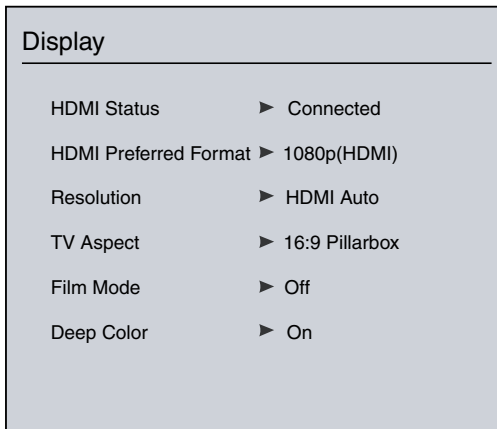 Display
HDMI Status ► Connected
HDMI Preferred Format ► 1080p(HDMI)
Resolution ► HDMI Auto
TV Aspect ► 16:9 Pillarbox
Film Mode ► Off
Deep Color ► On